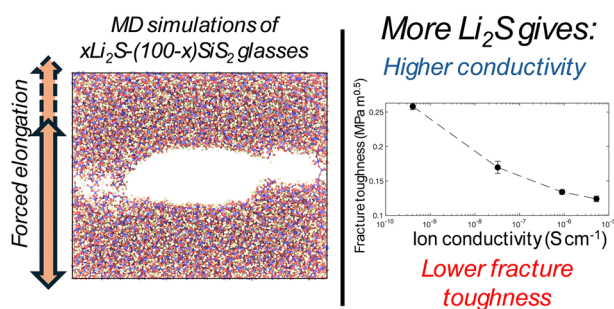 MD simulations of
xLi₂S-(100-x)SiS₂ glasses
Forced elongation
More Li₂S gives:
Higher conductivity
Fracture toughness (MPa m⁰·⁵)
0.25
0.2
0.15
0.1
10⁻¹⁰
10⁻⁹
10⁻⁸
10⁻⁷
10⁻⁶
10⁻⁵
Ion conductivity (S cm⁻¹)
Lower fracture
toughness